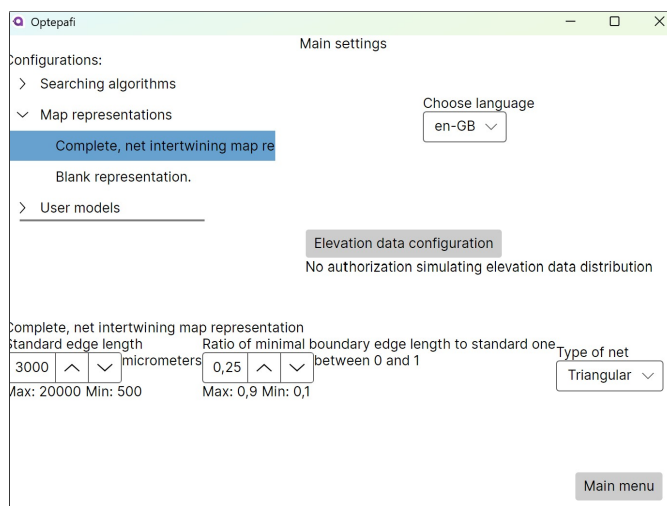 Optepafi
Main settings
Configurations:
Searching algorithms
Map representations
Complete, net intertwining map re
Blank representation.
User models
Choose language
en-GB
Elevation data configuration
No authorization simulating elevation data distribution
Complete, net intertwining map representation
Standard edge length
3000 micrometers
Max: 20000 Min: 500
Ratio of minimal boundary edge length to standard one
0,25 between 0 and 1
Max: 0,9 Min: 0,1
Type of net
Triangular
Main menu